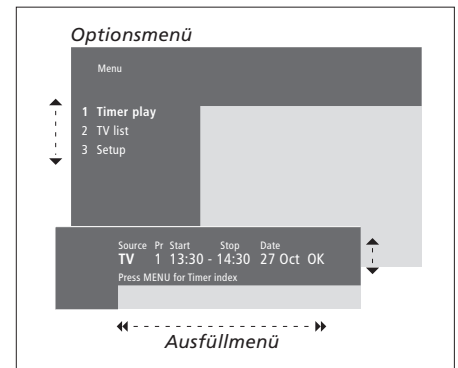 Optionsmenü
Menu
1 Timer play
2 TV list
3 Setup
Source Pr Start Stop Date
TV 1 13:30 - 14:30 27 Oct OK
Press MENU for Timer index
Ausfüllmenü